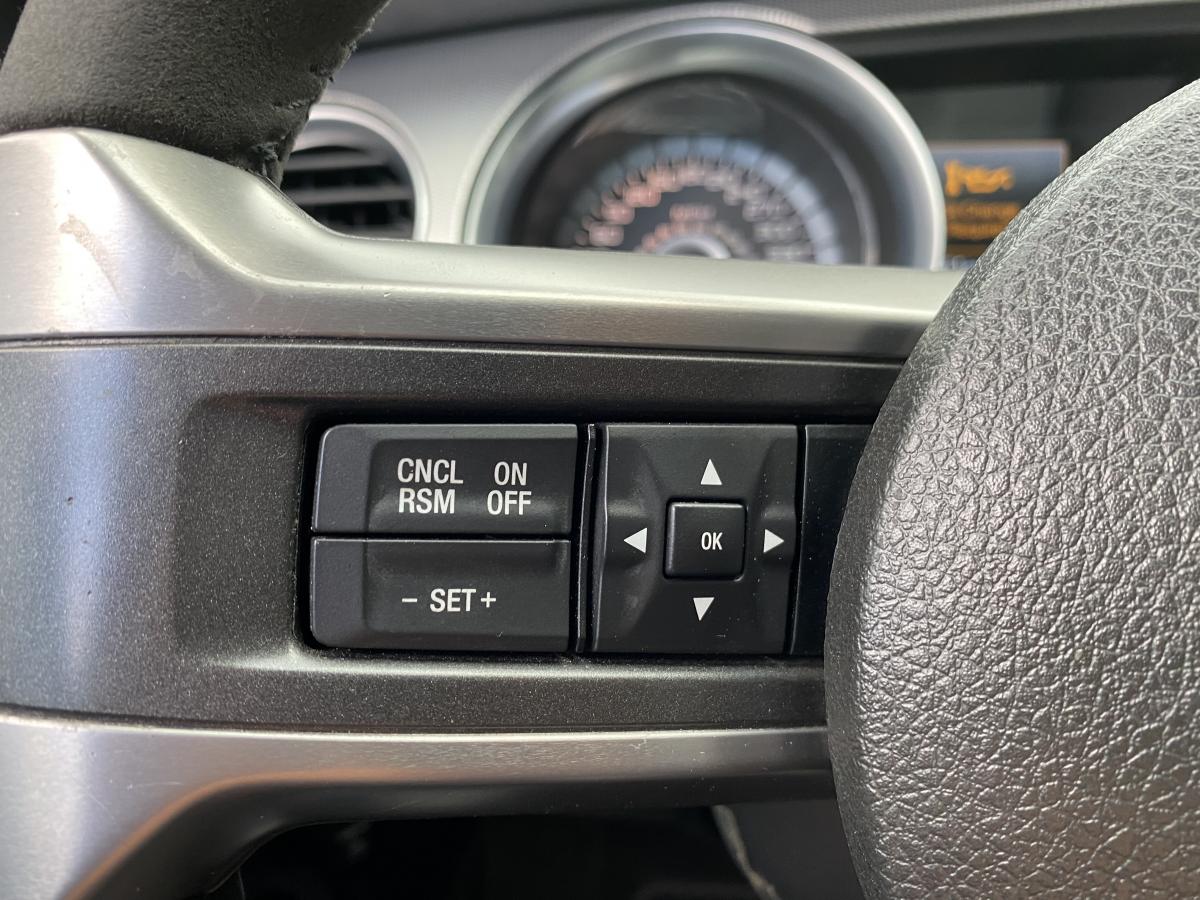 CNCL ON
RSM OFF
OK
- SET +